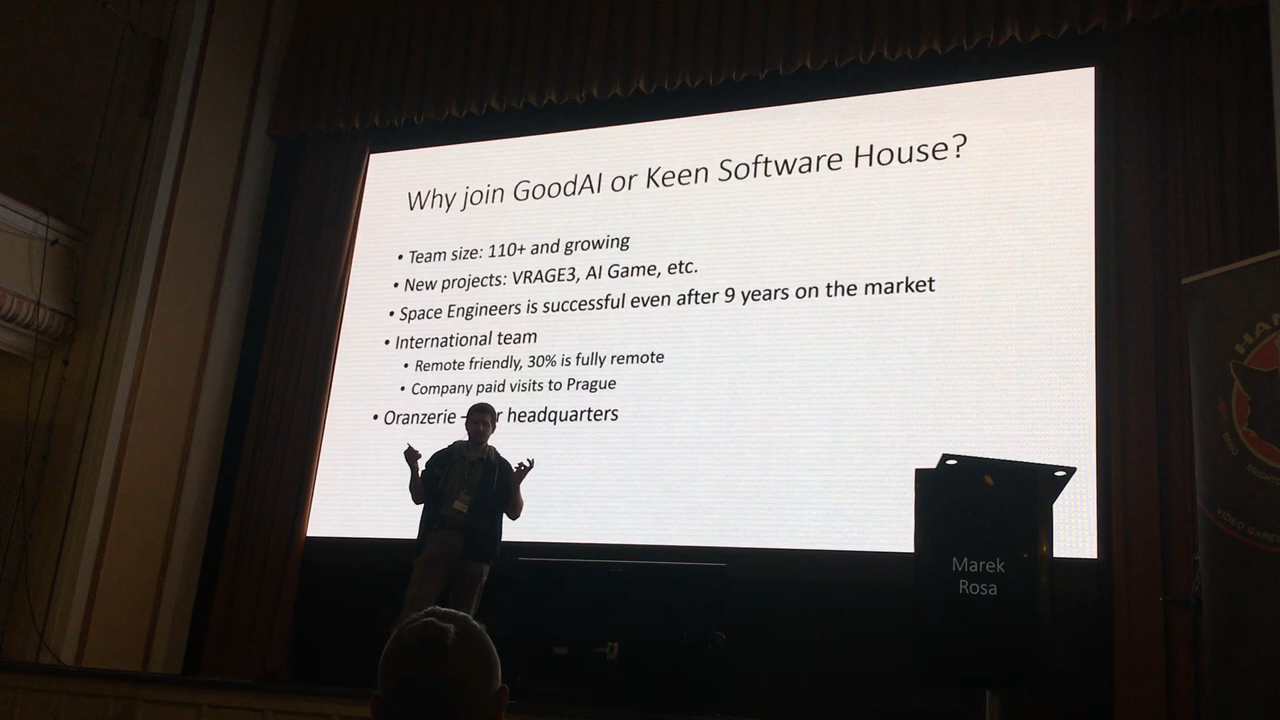 Why join GoodAI or Keen Software House?
• Team size: 110+ and growing
• New projects: VRAGE3, AI Game, etc.
• Space Engineers is successful even after 9 years on the market
• International team
• Remote friendly, 30% is fully remote
• Company paid visits to Prague
• Oranzerie – r headquarters
Marek
Rosa
VIDEO GAME